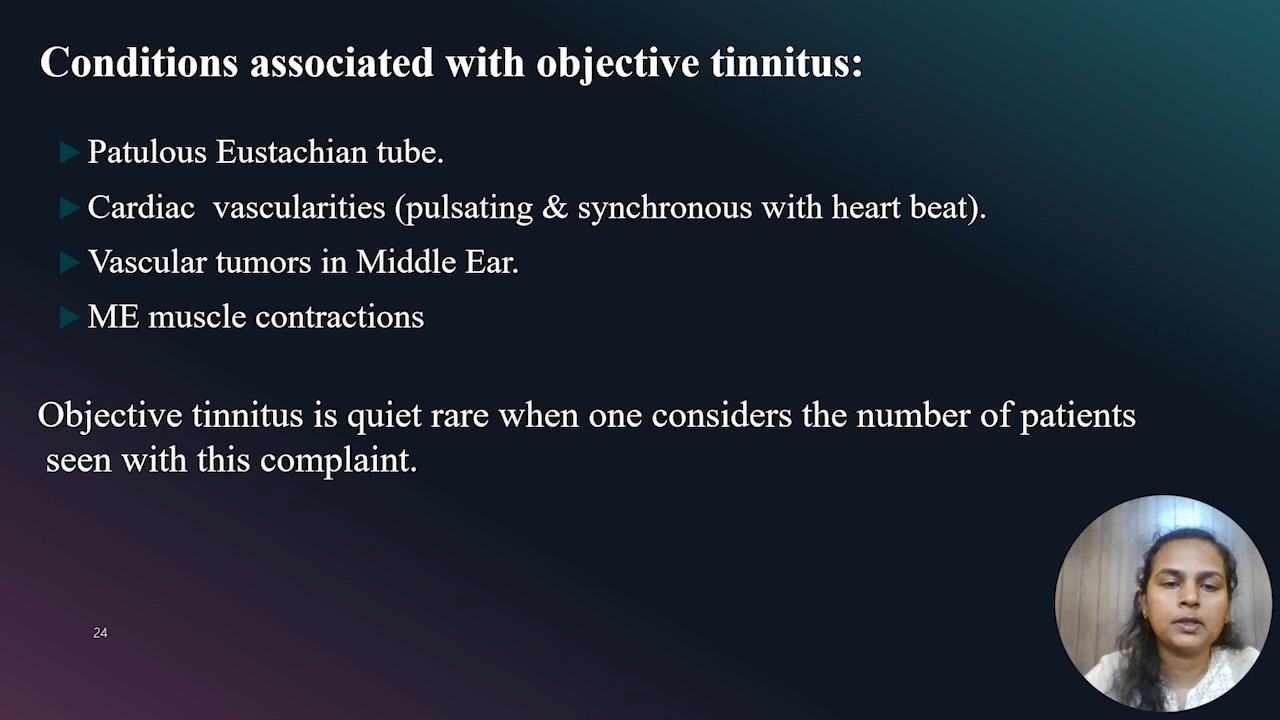 Conditions associated with objective tinnitus:
Patulous Eustachian tube.
Cardiac  vascularities (pulsating & synchronous with heart beat).
Vascular tumors in Middle Ear.
ME muscle contractions
Objective tinnitus is quiet rare when one considers the number of patients
seen with this complaint.
24